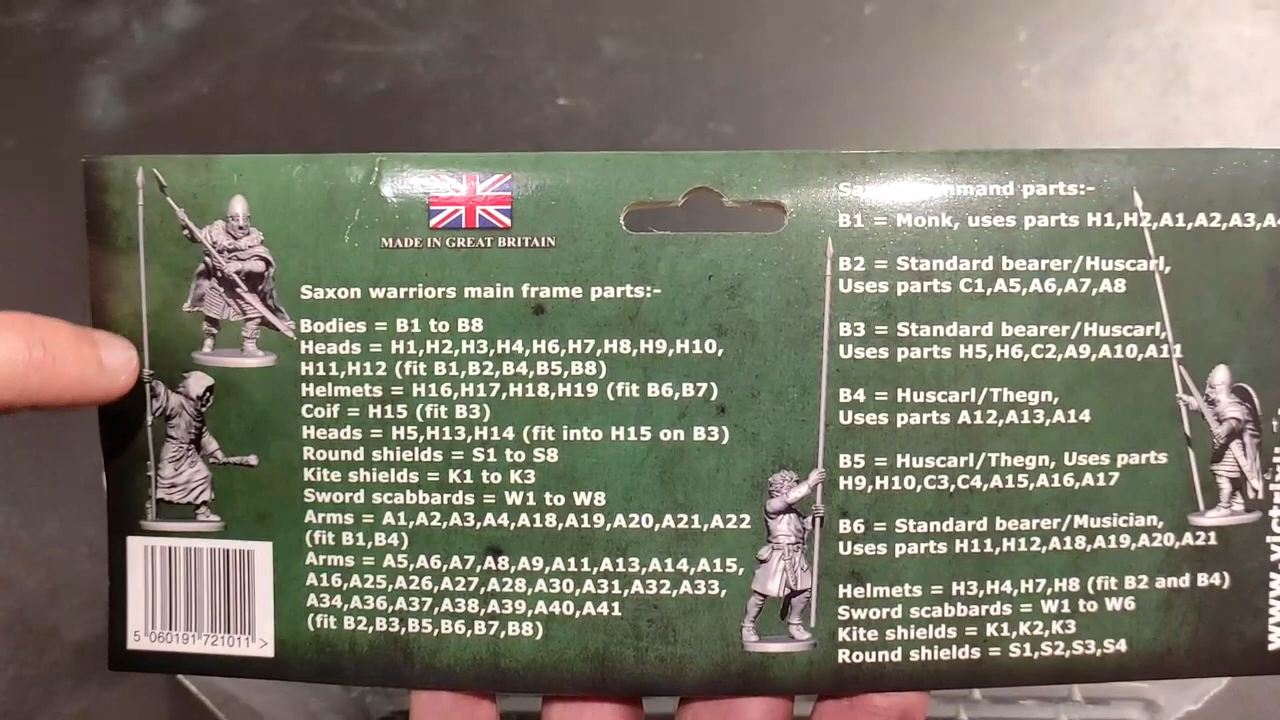 MADE IN GREAT BRITAIN
Saxon warriors main frame parts:-
Bodies = B1 to B8
Heads = H1,H2,H3,H4,H6,H7,H8,H9,H10,
H11,H12 (fit B1,B2,B4,B5,B8)
Helmets = H16,H17,H18,H19 (fit B6,B7)
Coif = H15 (fit B3)
Heads = H5,H13,H14 (fit into H15 on B3)
Round shields = S1 to S8
Kite shields = K1 to K3
Sword scabbards = W1 to W8
Arms = A1,A2,A3,A4,A18,A19,A20,A21,A22
(fit B1,B4)
Arms = A5,A6,A7,A8,A9,A11,A13,A14,A15,
A16,A25,A26,A27,A28,A30,A31,A32,A33,
A34,A36,A37,A38,A39,A40,A41
(fit B2,B3,B5,B6,B7,B8)
5 060191 721011 >
parts:-
B1 = Monk, uses parts H1,H2,A1,A2,A3,
B2 = Standard bearer/Huscarl,
Uses parts C1,A5,A6,A7,A8
B3 = Standard bearer/Huscarl,
Uses parts H5,H6,C2,A9,A10,A11
B4 = Huscarl/Thegn,
Uses parts A12,A13,A14
B5 = Huscarl/Thegn, Uses parts
H9,H10,C3,C4,A15,A16,A17
B6 = Standard bearer/Musician,
Uses parts H11,H12,A18,A19,A20,A21
Helmets = H3,H4,H7,H8 (fit B2 and B4)
Sword scabbards = W1 to W6
Kite shields = K1,K2,K3
Round shields = S1,S2,S3,S4